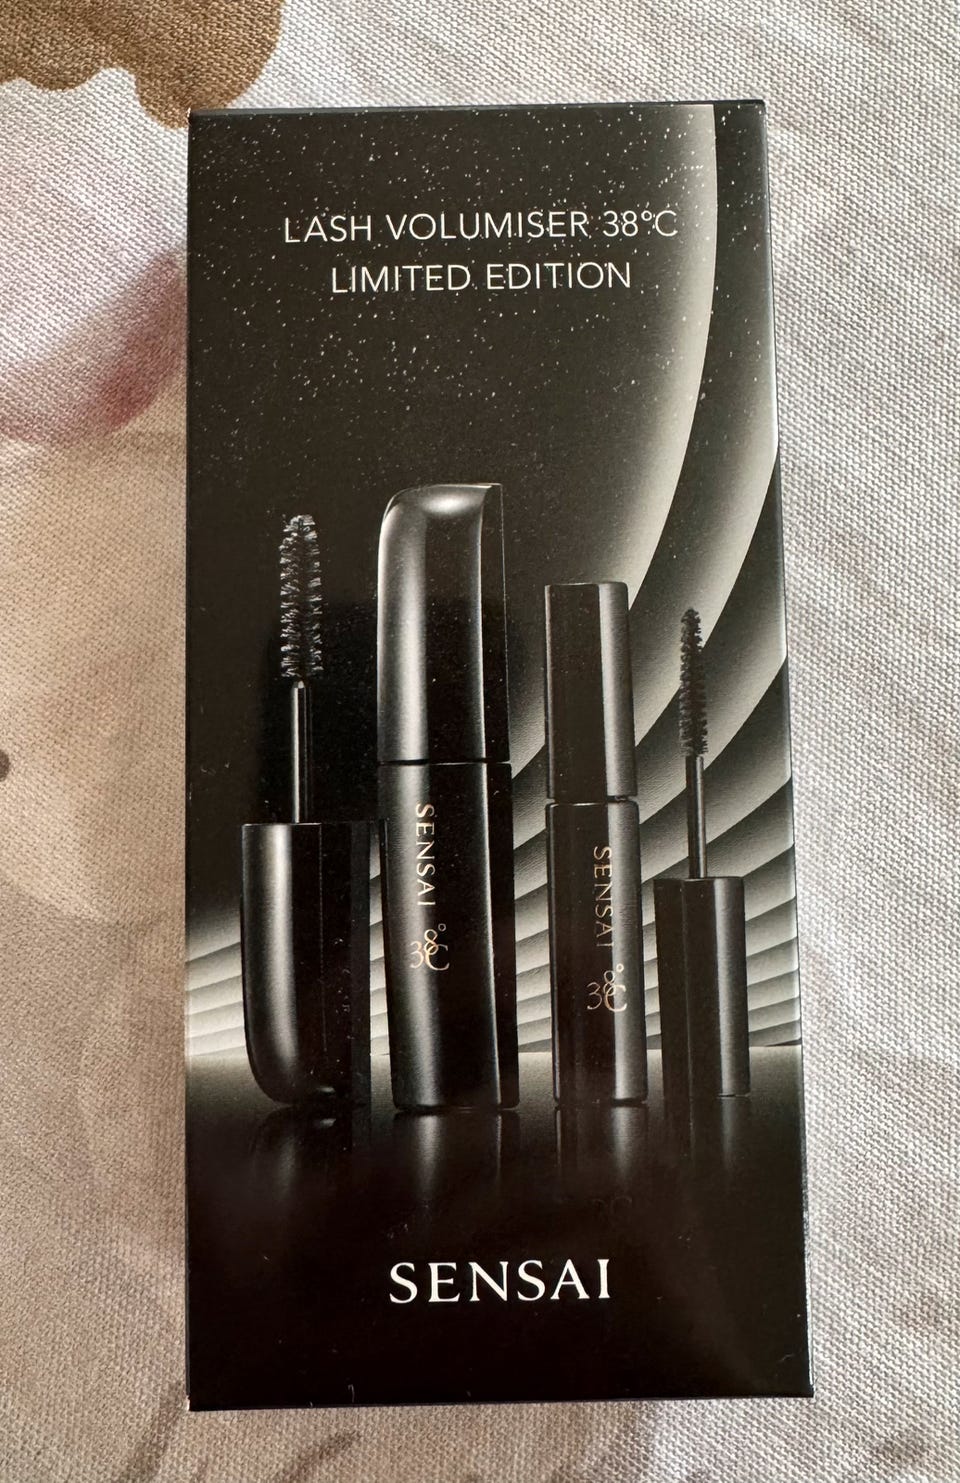 LASH VOLUMISER 38°C
LIMITED EDITION
SENSAI
38°C
SENSAI
38°C
SENSAI